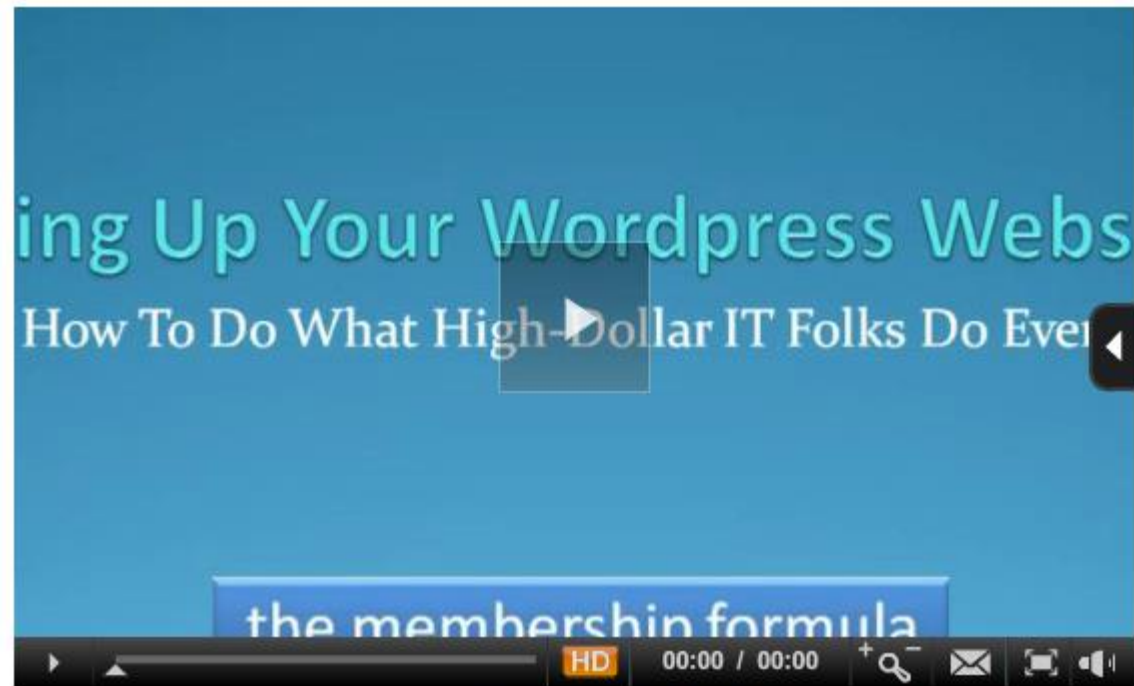 ing Up Your Wordpress Webs
How To Do What High-Dollar IT Folks Do Ever
the membership formula
HD 00:00 / 00:00